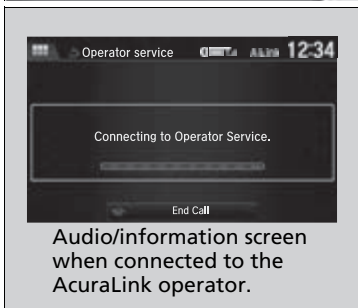 Operator service
12:34
Connecting to Operator Service.
End Call
Audio/information screen
when connected to the
AcuraLink operator.